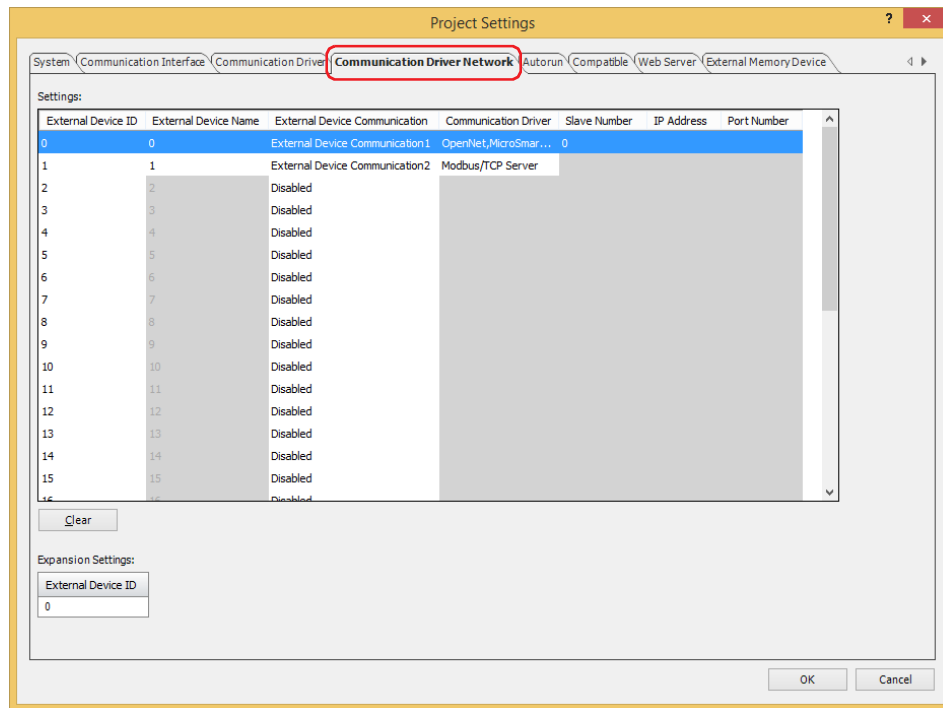 Project Settings ? ×
System Communication Interface Communication Driver Communication Driver Network Autorun Compatible Web Server External Memory Device
Settings:
External Device ID External Device Name External Device Communication Communication Driver Slave Number IP Address Port Number
0 0 External Device Communication1 OpenNet,MicroSmar... 0
1 1 External Device Communication2 Modbus/TCP Server
2 2 Disabled
3 3 Disabled
4 4 Disabled
5 5 Disabled
6 6 Disabled
7 7 Disabled
8 8 Disabled
9 9 Disabled
10 10 Disabled
11 11 Disabled
12 12 Disabled
13 13 Disabled
14 14 Disabled
15 15 Disabled
16 16 Disabled
Clear
Expansion Settings:
External Device ID
0
OK Cancel